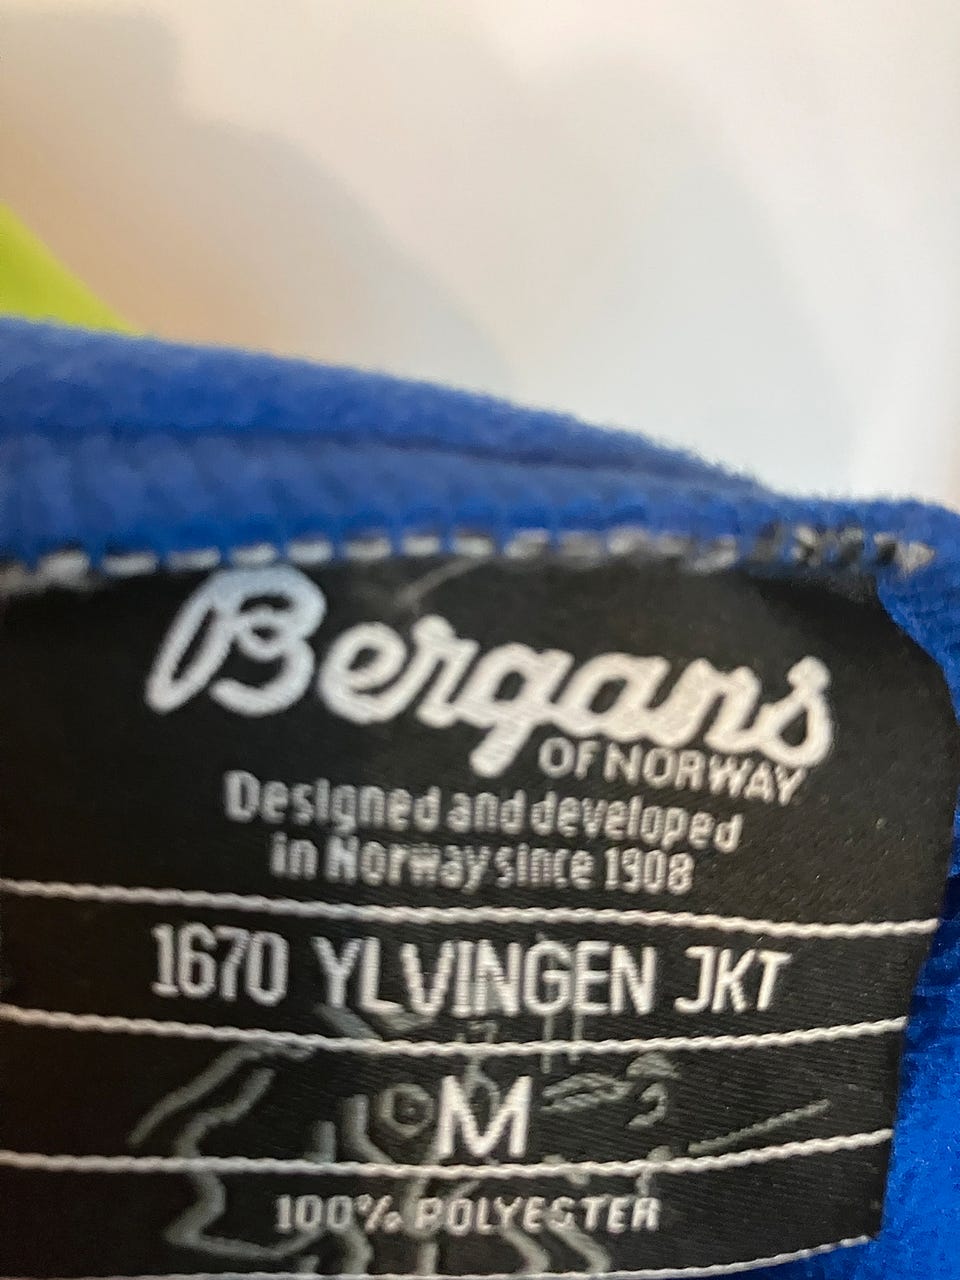 Bergans
OF NORWAY
Designed and developed
in Norway since 1908
1670 YLVINGEN JKT
M
100% POLYESTER